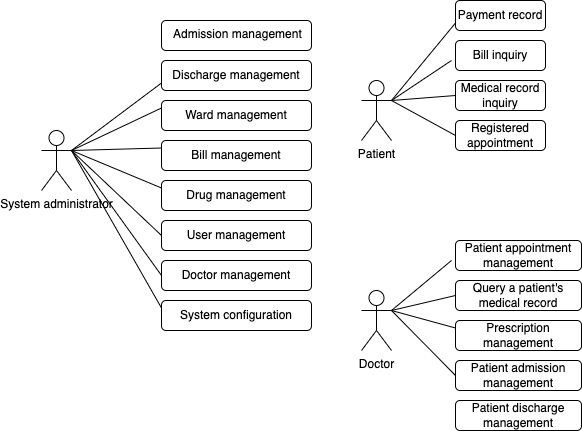 Admission management
Discharge management
Ward management
Bill management
Drug management
User management
Doctor management
System configuration
System administrator
Payment record
Bill inquiry
Medical record
inquiry
Registered
appointment
Patient
Patient appointment
management
Query a patient's
medical record
Prescription
management
Patient admission
management
Patient discharge
management
Doctor